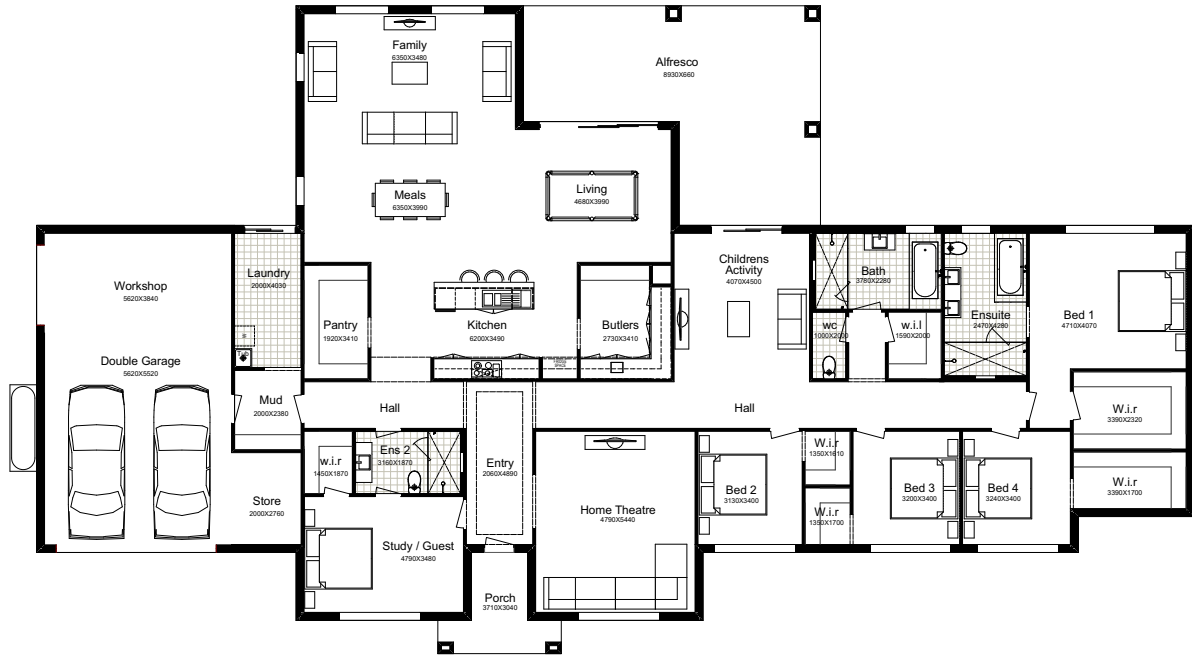 Family
6350X3480
Alfresco
8930X660
Meals
6350X3990
Living
4680X3990
Workshop
5620X3840
Laundry
2000X4030
Childrens
Activity
4070X4500
Bath
3780X2280
Ensuite
2470X4280
Bed 1
4710X4070
Pantry
1920X3410
Kitchen
6200X3490
Butlers
2730X3410
wc
1000X2000
w.i.l
1590X2000
Double Garage
5620X5520
Tub
Mud
2000X2380
Hall
Hall
W.i.r
3390X2320
w.i.r
1450X1870
Ens 2
3160X1870
Entry
2060X4890
W.i.r
1350X1610
Store
2000X2760
Home Theatre
4790X5440
Bed 2
3130X3400
W.i.r
1350X1700
Bed 3
3200X3400
Bed 4
3240X3400
W.i.r
3390X1700
Study / Guest
4790X3480
Porch
3710X3040